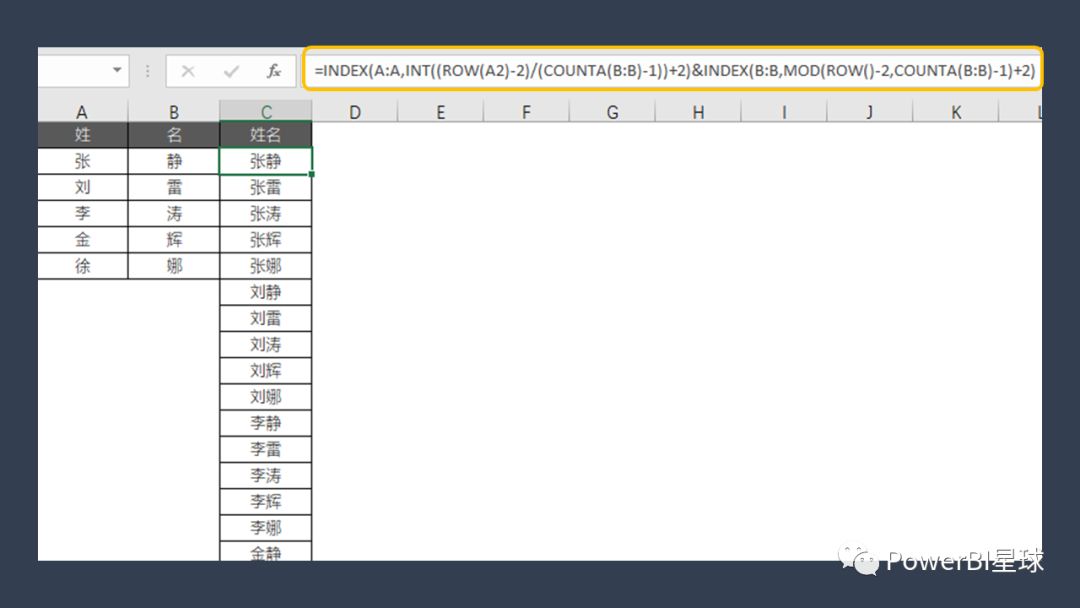 fx =INDEX(A:A,INT((ROW(A2)-2)/(COUNTA(B:B)-1))+2)&INDEX(B:B,MOD(ROW()-2,COUNTA(B:B)-1)+2)
A B C D E F G H I J K L
姓 名 姓名
张 静 张静
刘 雷 张雷
李 涛 张涛
金 辉 张辉
徐 娜 张娜
刘静
刘雷
刘涛
刘辉
刘娜
李静
李雷
李涛
李辉
李娜
金静
PowerBI星球